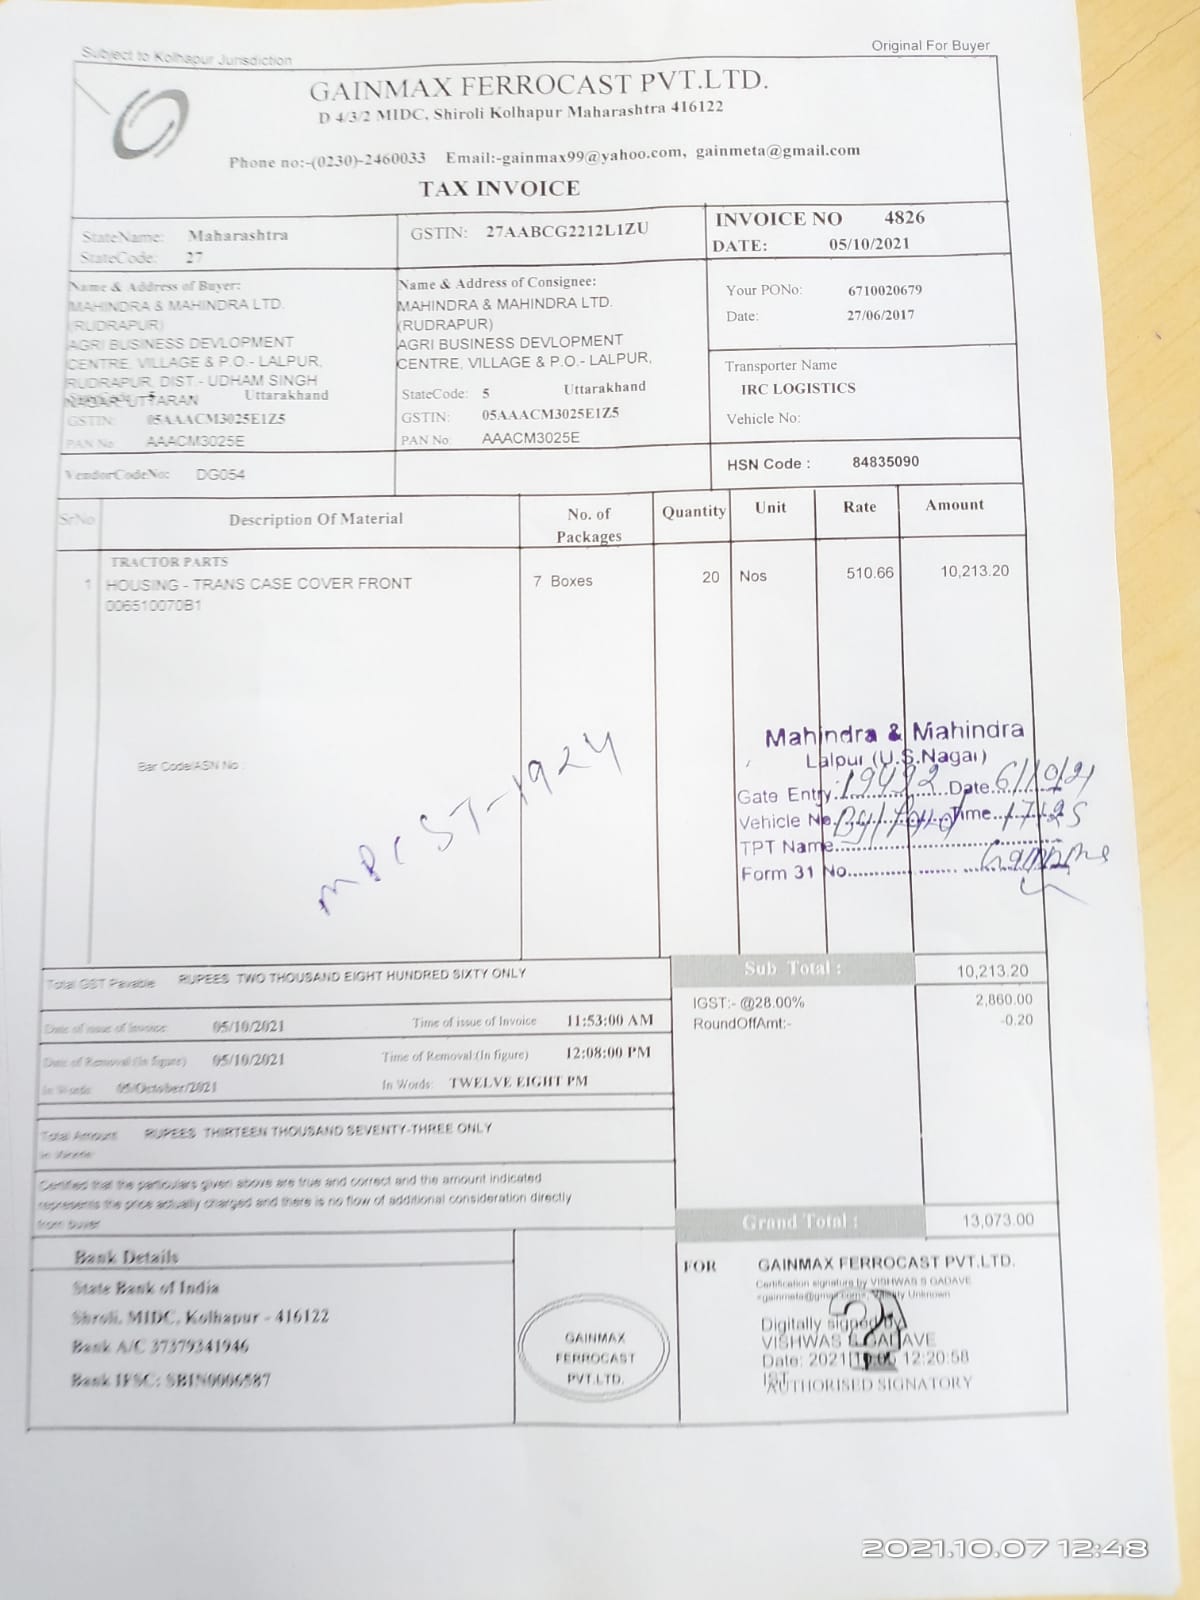 Subject to Kolhapur Jurisdiction
Original For Buyer
GAINMAX FERROCAST PVT.LTD.
D 4/3/2 MIDC, Shiroli Kolhapur Maharashtra 416122
Phone no:-(0230)-2460033 Email:-gainmax99@yahoo.com, gainmeta@gmail.com
TAX INVOICE
StateName: Maharashtra
StateCode: 27
GSTIN: 27AABCG2212L1ZU
INVOICE NO 4826
DATE: 05/10/2021
Name & Address of Buyer:
MAHINDRA & MAHINDRA LTD.
(RUDRAPUR)
AGRI BUSINESS DEVLOPMENT
CENTRE, VILLAGE & P.O.- LALPUR,
RUDRAPUR, DIST.- UDHAM SINGH
NAGAR, UTTARAN Uttarakhand
GSTIN: 05AAACM3025E1Z5
PAN No AAACM3025E
VendorCodeNo: DG054
Name & Address of Consignee:
MAHINDRA & MAHINDRA LTD.
(RUDRAPUR)
AGRI BUSINESS DEVLOPMENT
CENTRE, VILLAGE & P.O.- LALPUR,
StateCode: 5 Uttarakhand
GSTIN: 05AAACM3025E1Z5
PAN No: AAACM3025E
Your PONo: 6710020679
Date: 27/06/2017
Transporter Name
IRC LOGISTICS
Vehicle No:
HSN Code : 84835090
SrNo Description Of Material No. of Packages Quantity Unit Rate Amount
TRACTOR PARTS
1 HOUSING - TRANS CASE COVER FRONT 7 Boxes 20 Nos 510.66 10,213.20
006510070B1
Bar Code/ASN No :
Mahindra & Mahindra
Lalpur (U.S.Nagar)
Gate Entry 19492 Date 6/10/21
Vehicle No. By Time 17:25
TPT Name
Form 31 No
Total GST Payable RUPEES TWO THOUSAND EIGHT HUNDRED SIXTY ONLY
Sub Total : 10,213.20
IGST:- @28.00% 2,860.00
RoundOffAmt:- -0.20
Date of issue of Invoice 05/10/2021 Time of issue of Invoice 11:53:00 AM
Date of Removal(In figure) 05/10/2021 Time of Removal:(In figure) 12:08:00 PM
In Words: 05/October/2021 In Words: TWELVE EIGHT PM
Total Amount RUPEES THIRTEEN THOUSAND SEVENTY-THREE ONLY
In Words
Certified that the particulars given above are true and correct and the amount indicated
represents the price actually charged and there is no flow of additional consideration directly
from buyer
Grand Total : 13,073.00
Bank Details
State Bank of India
Shroli, MIDC, Kolhapur - 416122
Bank A/C 37379341946
Bank IFSC: SBIN0006587
GAINMAX
FERROCAST
PVT.LTD.
FOR GAINMAX FERROCAST PVT.LTD.
Certification signature by VISHWAS S GADAVE
<gainmeta@gmail.com>, Validity Unknown
Digitally signed by
VISHWAS S GADAVE
Date: 2021.10.05 12:20:58
IST
AUTHORISED SIGNATORY
2021.10.07 12:48